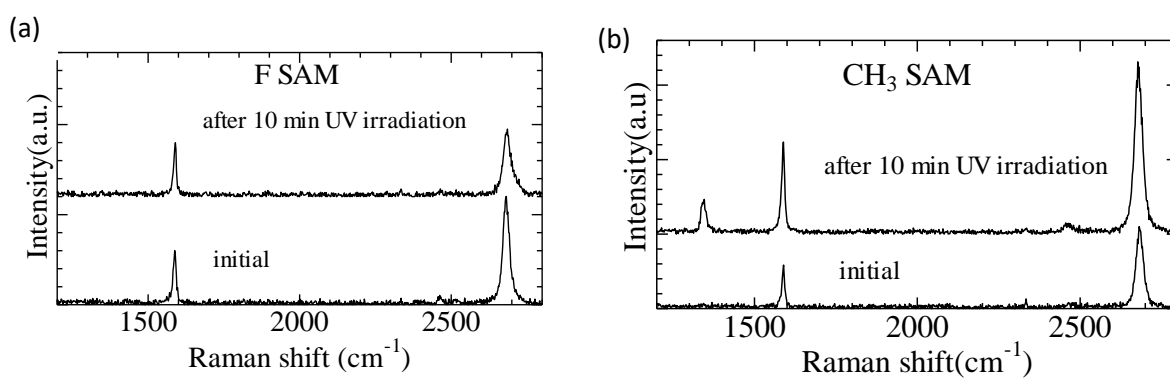 (a)
F SAM
after 10 min UV irradiation
initial
Intensity(a.u.)
1500 2000 2500
Raman shift (cm⁻¹)
(b)
CH₃ SAM
after 10 min UV irradiation
initial
Intensity(a.u)
1500 2000 2500
Raman shift(cm⁻¹)